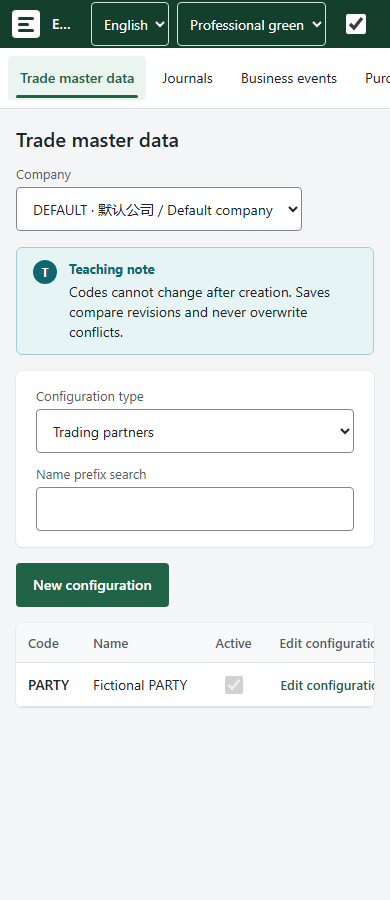 E...
English
Professional green
Trade master data
Journals
Business events
Purc
Trade master data
Company
DEFAULT · 默认公司 / Default company
T
Teaching note
Codes cannot change after creation. Saves
compare revisions and never overwrite
conflicts.
Configuration type
Trading partners
Name prefix search
New configuration
Code Name Active Edit configuratio
PARTY Fictional PARTY Edit configuratio